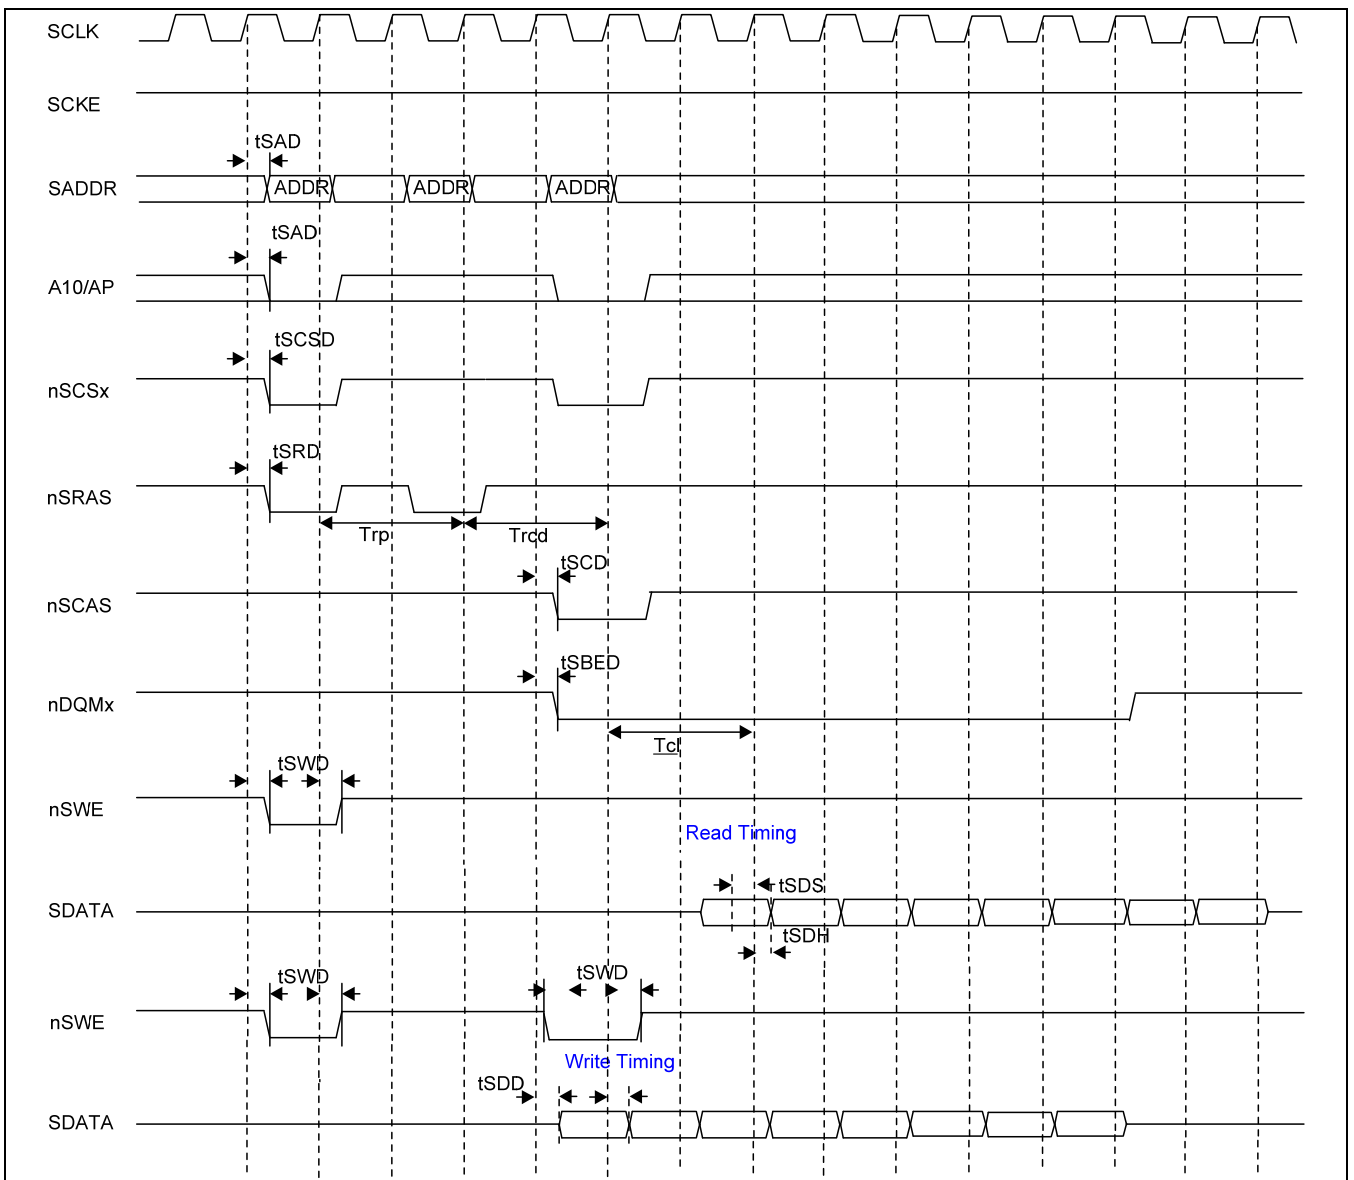 SCLK
SCKE
tSAD
SADDR ADDR ADDR ADDR
tSAD
A10/AP
tSCSD
nSCSx
tSRD
nSRAS
Trp Trcd
tSCD
nSCAS
tSBED
nDQMx
Tcl
tSWD
nSWE
Read Timing
tSDS
SDATA
tSDH
tSWD tSWD
nSWE
Write Timing
tSDD
SDATA